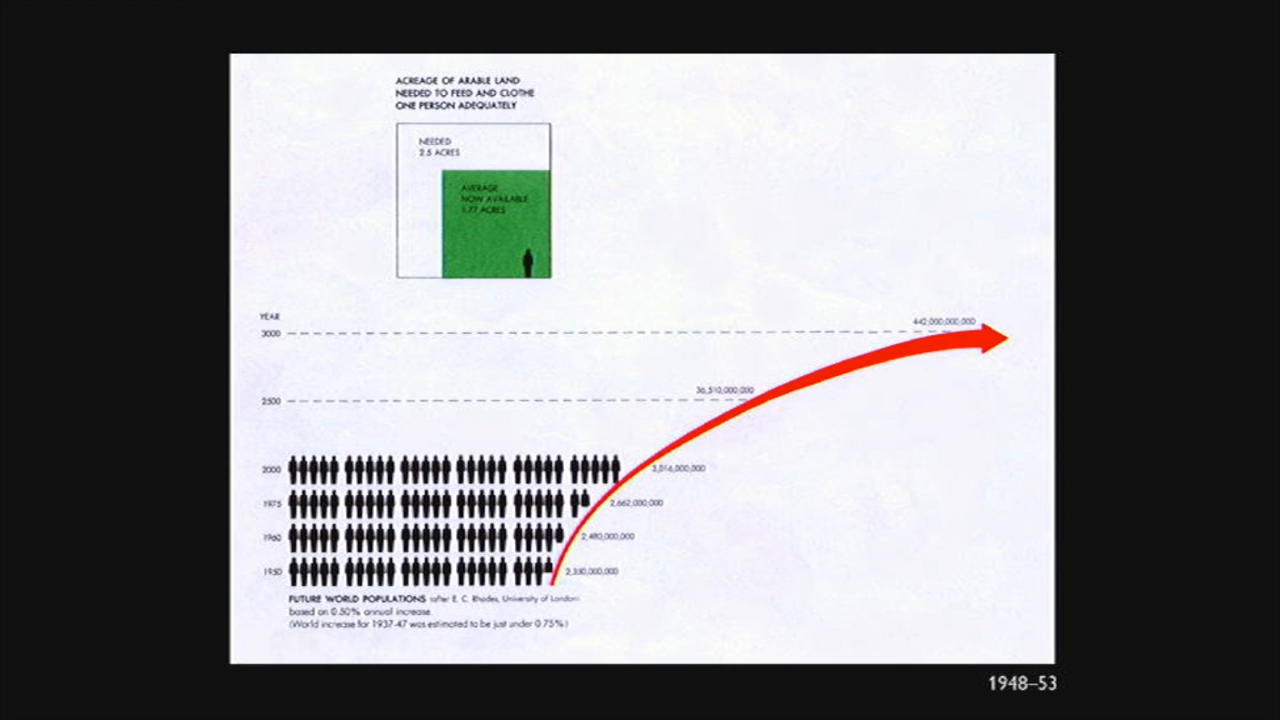 ACREAGE OF ARABLE LAND
NEEDED TO FEED AND CLOTHE
ONE PERSON ADEQUATELY
NEEDED
2.5 ACRES
AVERAGE
NOW AVAILABLE
1.77 ACRES
YEAR
3000
442,000,000,000
2500
36,510,000,000
2000
3,016,000,000
1975
2,662,000,000
1960
2,480,000,000
1950
2,350,000,000
FUTURE WORLD POPULATIONS (after E. C. Rhodes, University of London)
based on 0.50% annual increase.
(World increase for 1937-47 was estimated to be just under 0.75%)
1948–53